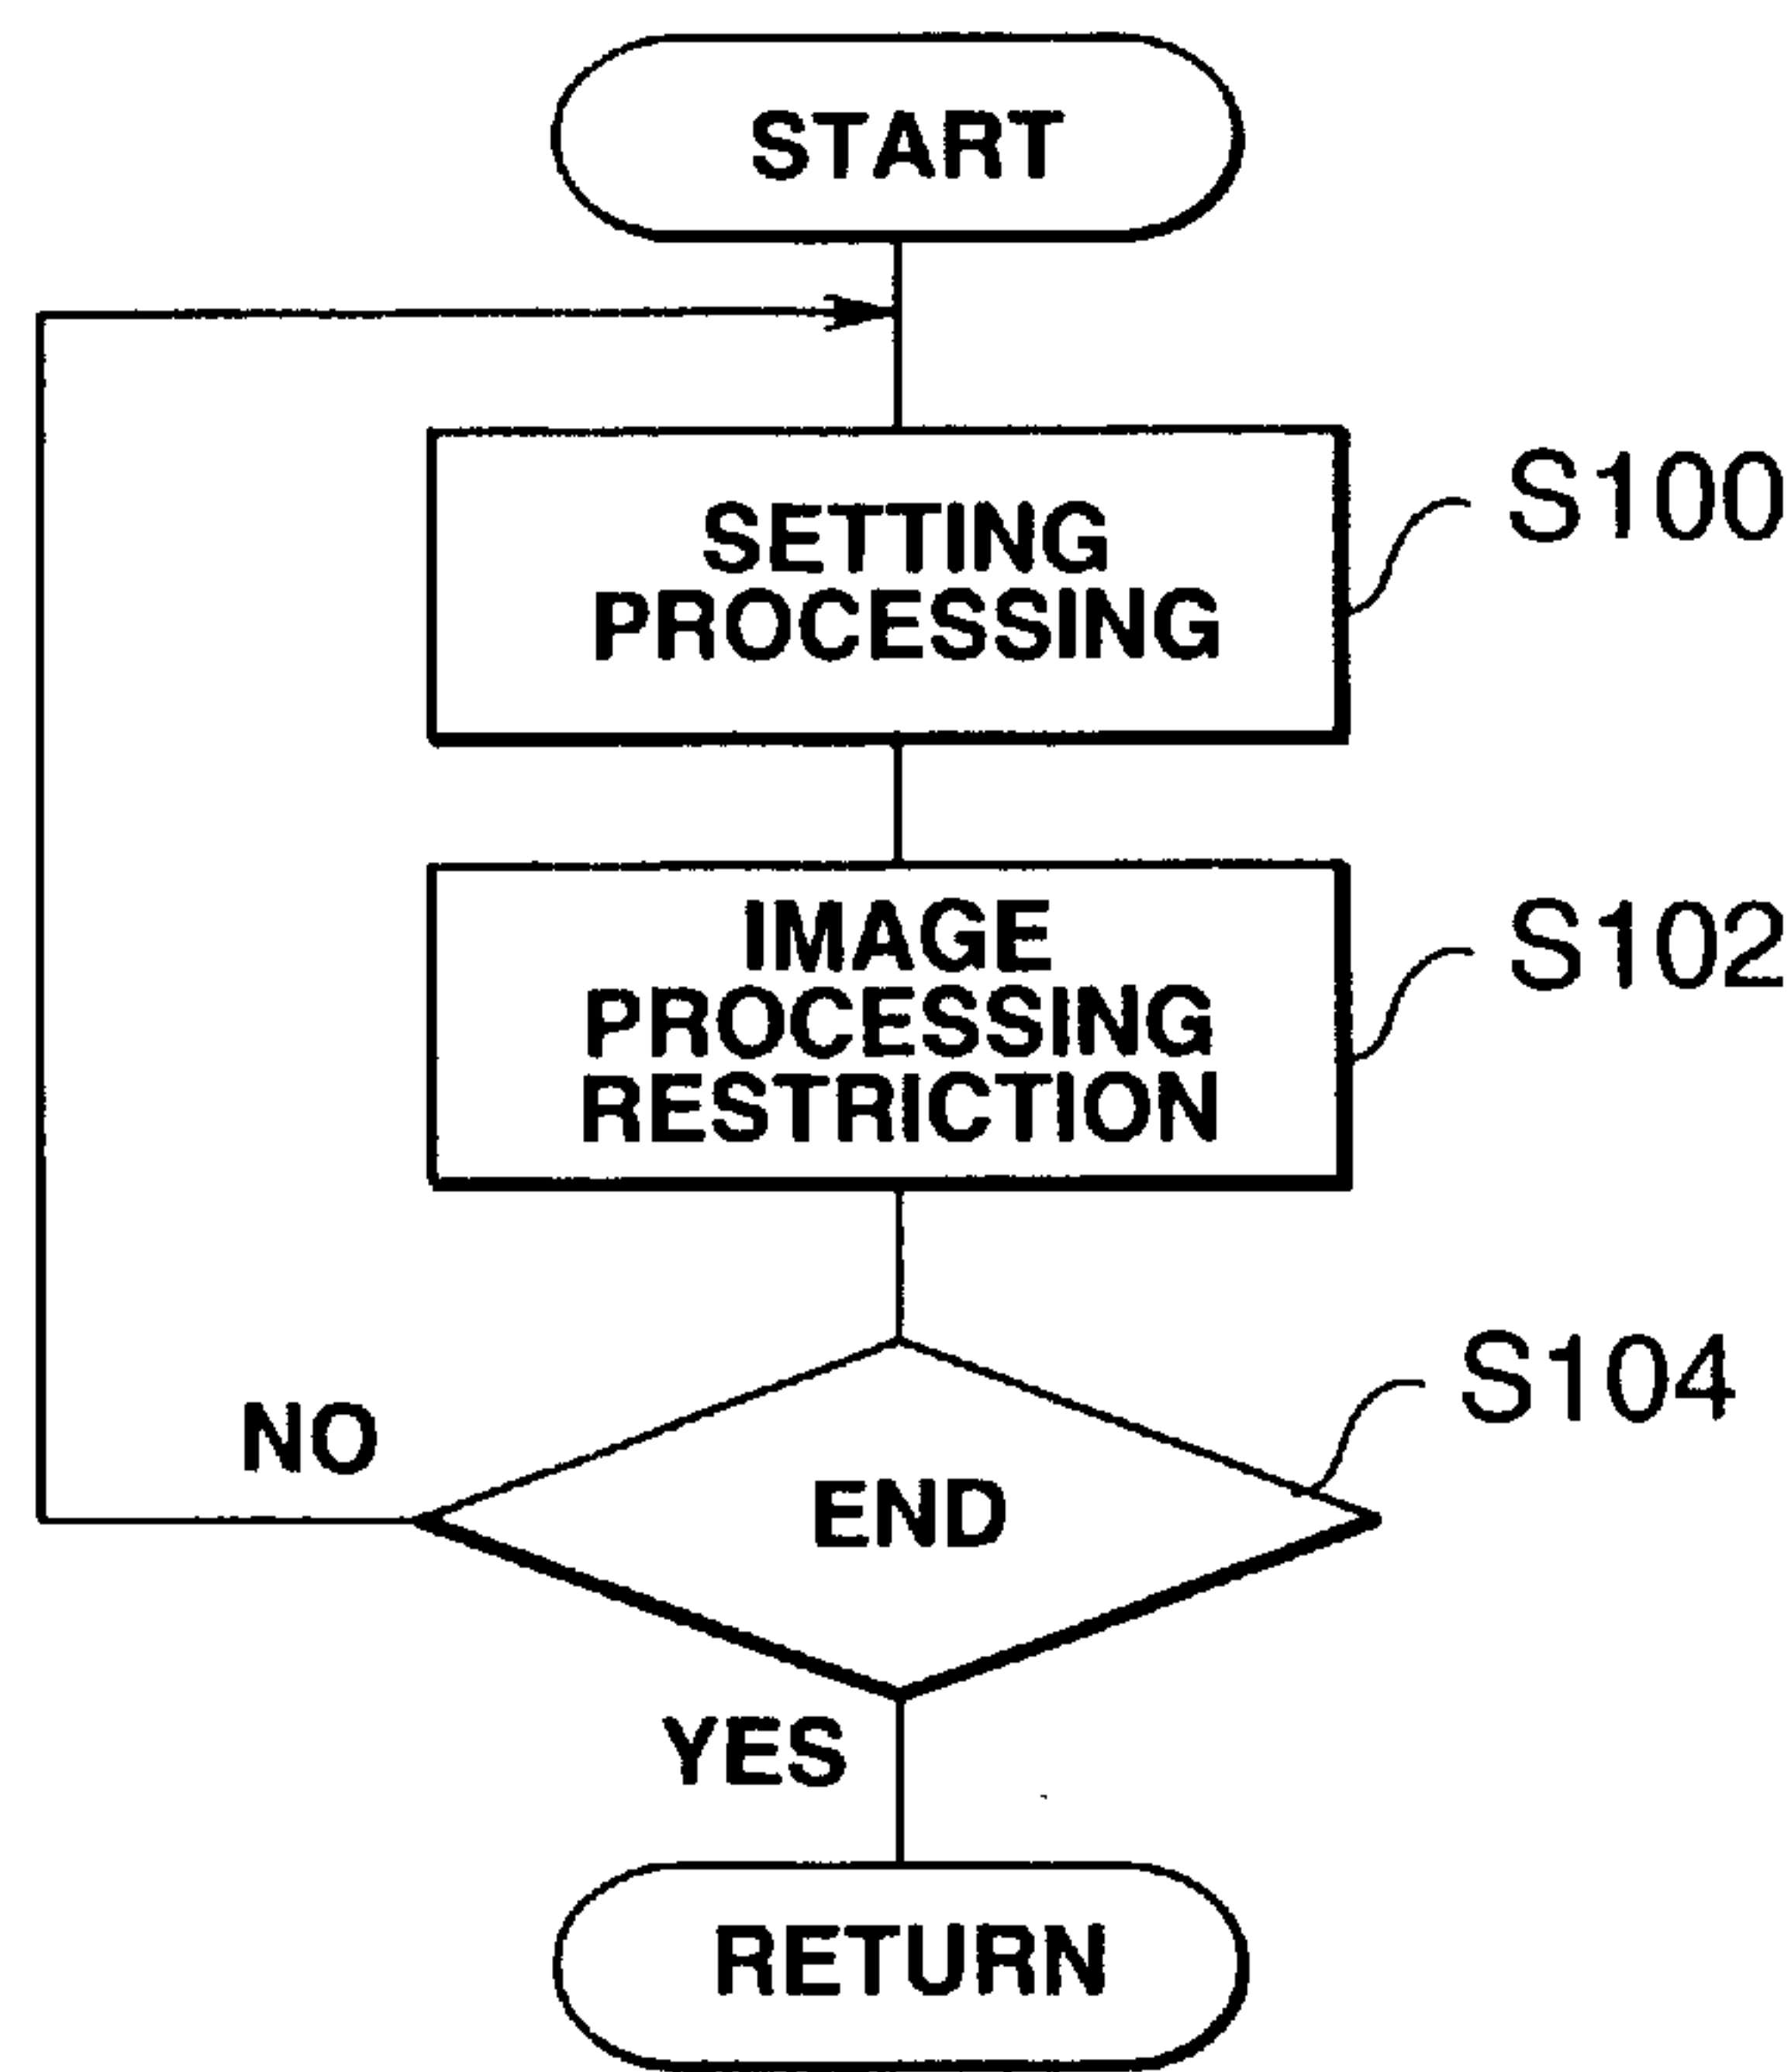 START
SETTING
PROCESSING
S100
IMAGE
PROCESSING
RESTRICTION
S102
S104
NO
END
YES
RETURN